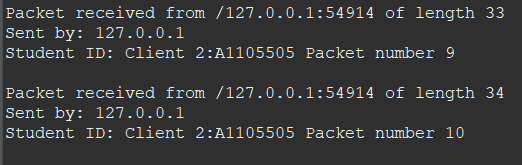 Packet received from /127.0.0.1:54914 of length 33
Sent by: 127.0.0.1
Student ID: Client 2:A1105505 Packet number 9
Packet received from /127.0.0.1:54914 of length 34
Sent by: 127.0.0.1
Student ID: Client 2:A1105505 Packet number 10